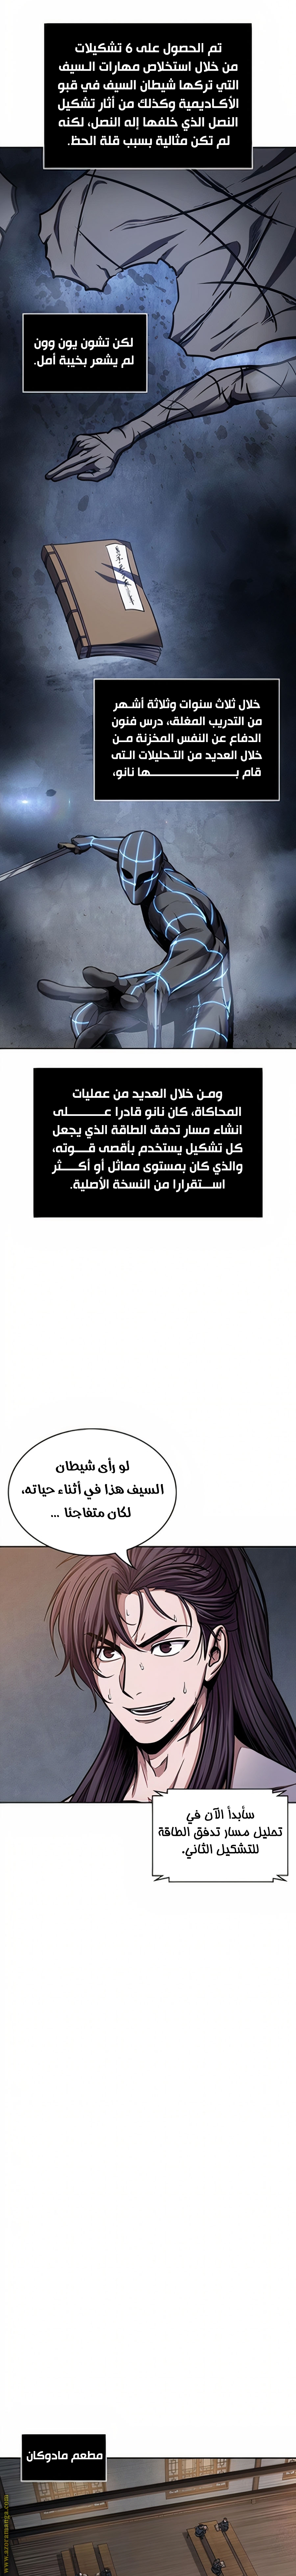 تم الحصول على 6 تشكيلات
من خلال استخلاص مهارات السيف
التي تركها شيطان السيف في قبو
الأكاديمية وكذلك من أثار تشكيل
النصل الذي خلفها إله النصل، لكنه
لم تكن مثالية بسبب قلة الحظ.
لكن تشون يون وون
لم يشعر بخيبة أمل.
خلال ثلاث سنوات وثلاثة أشهر
من التدريب المغلق، درس فنون
الدفاع عن النفس المخزنة من
خلال العديد من التحليلات التي
قام بها نانو،
ومن خلال العديد من عمليات
المحاكاة، كان نانو قادرا على
انشاء مسار تدفق الطاقة الذي يجعل
كل تشكيل يستخدم بأقصى قوته،
والذي كان بمستوى مماثل أو أكثر
استقرارا من النسخة الأصلية.
لو رأى شيطان
السيف هذا في أثناء حياته،
لكان متفاجئا ...
سأبدأ الآن في
تحليل مسار تدفق الطاقة
للتشكيل الثاني.
مطعم مادوكان
www.azoramanga.com